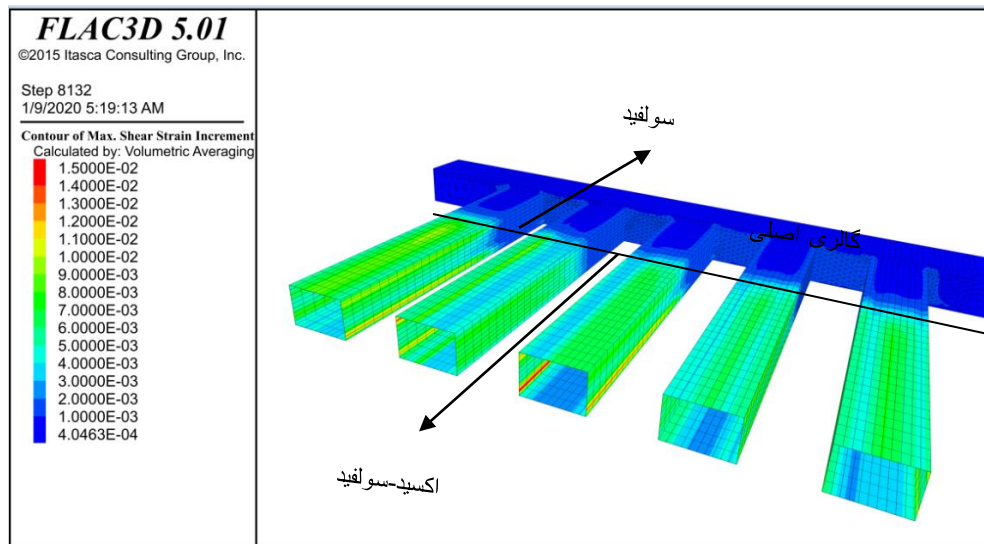 FLAC3D 5.01
©2015 Itasca Consulting Group, Inc.
Step 8132
1/9/2020 5:19:13 AM
Contour of Max. Shear Strain Increment
Calculated by: Volumetric Averaging
1.5000E-02
1.4000E-02
1.3000E-02
1.2000E-02
1.1000E-02
1.0000E-02
9.0000E-03
8.0000E-03
7.0000E-03
6.0000E-03
5.0000E-03
4.0000E-03
3.0000E-03
2.0000E-03
1.0000E-03
4.0463E-04
سولفید
گالری اصلی
اکسید-سولفید